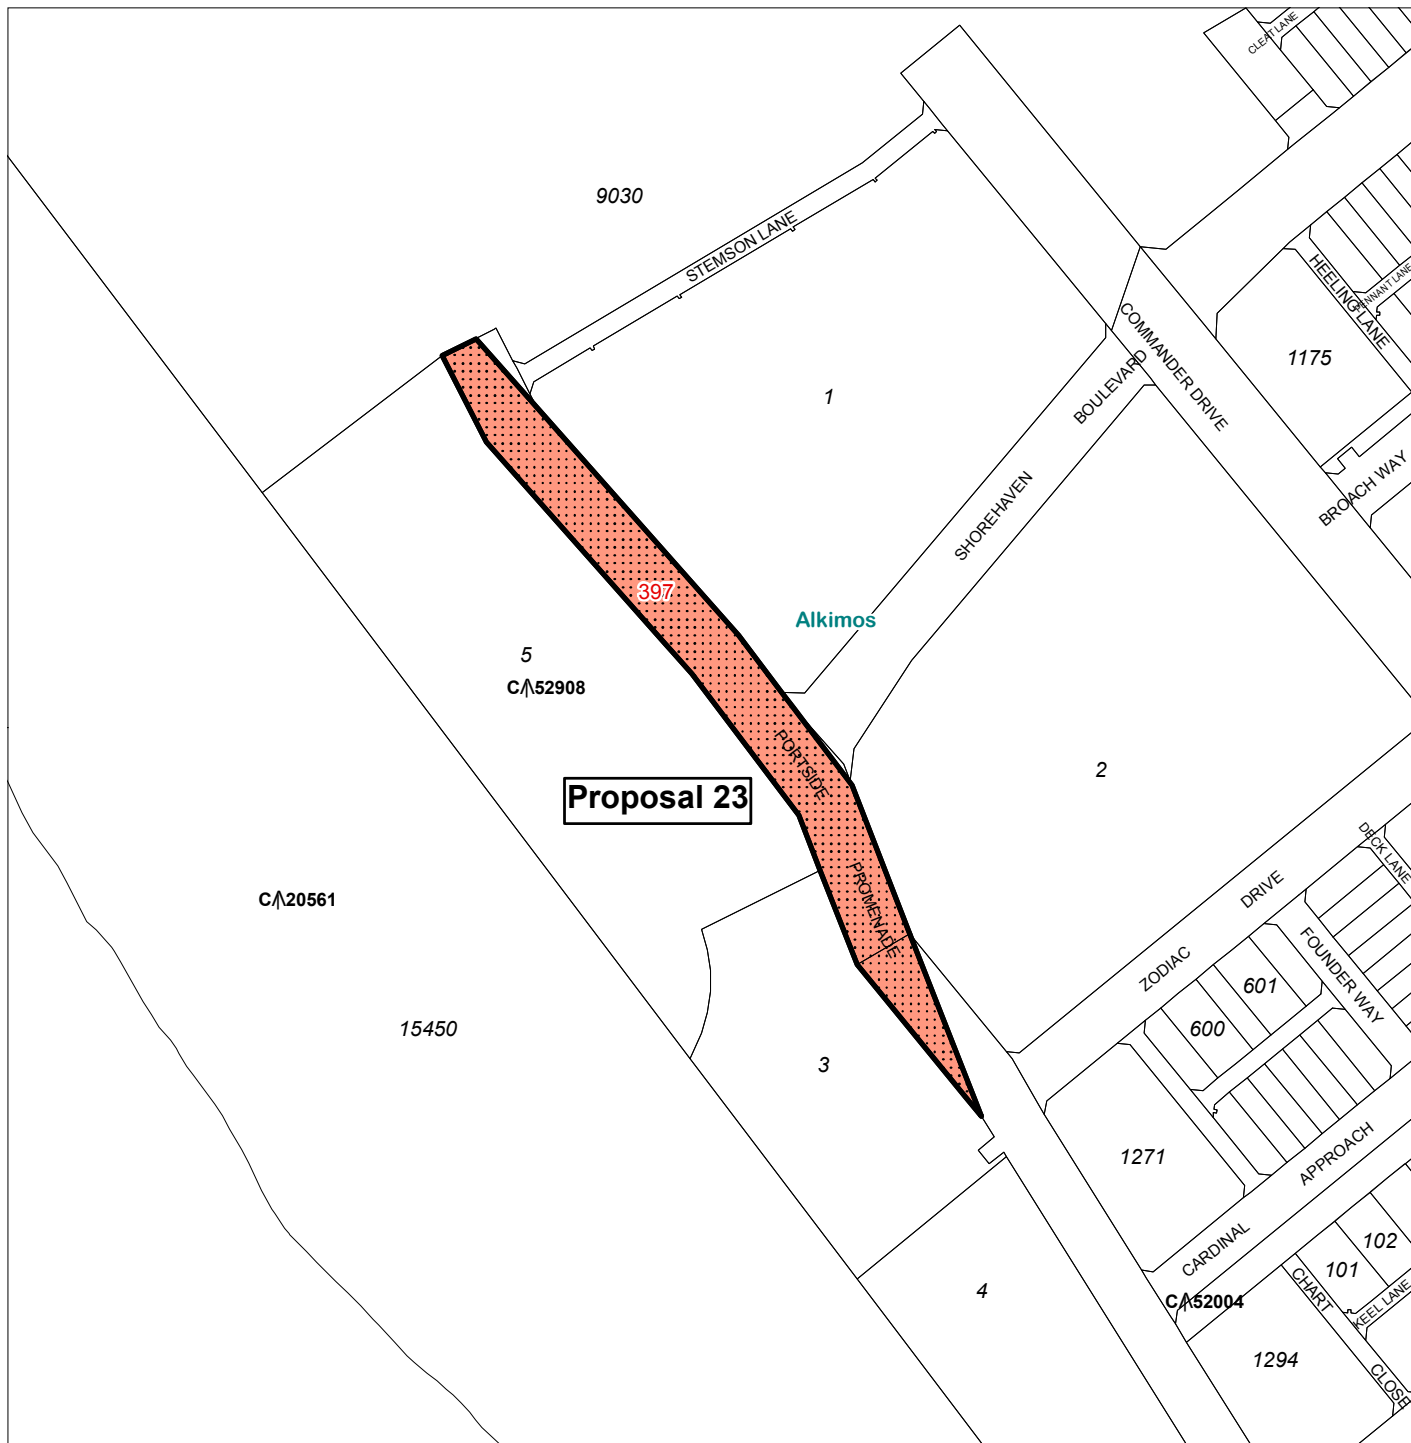 CLEAT LANE
9030
STEMSON LANE
HEELING LANE
PENNANT LANE
COMMANDER DRIVE
1175
1
SHOREHAVEN BOULEVARD
BROACH WAY
397
Alkimos
5
C/\52908
PORTSIDE PROMENADE
Proposal 23
2
DECK LANE
ZODIAC DRIVE
C/\20561
FOUNDER WAY
601
600
15450
3
1271
CARDINAL APPROACH
102
101
4
C/\52004
CHART CLOSE
KEEL LANE
1294